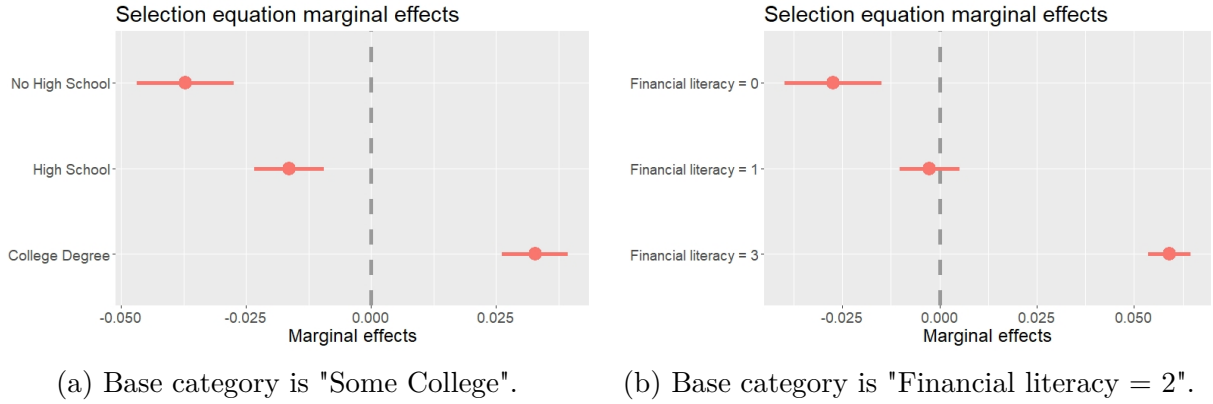 Selection equation marginal effects
No High School
High School
College Degree
-0.050 -0.025 0.000 0.025
Marginal effects
(a) Base category is "Some College".
Selection equation marginal effects
Financial literacy = 0
Financial literacy = 1
Financial literacy = 3
-0.025 0.000 0.025 0.050
Marginal effects
(b) Base category is "Financial literacy = 2".